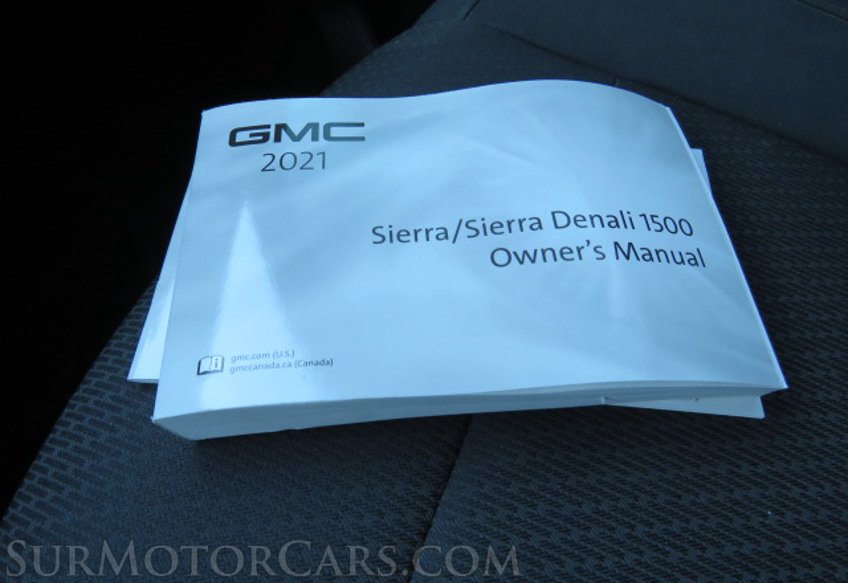 GMC
2021
Sierra/Sierra Denali 1500
Owner's Manual
gmc.com (U.S.)
gmccanada.ca (Canada)
SurMotorCars.com